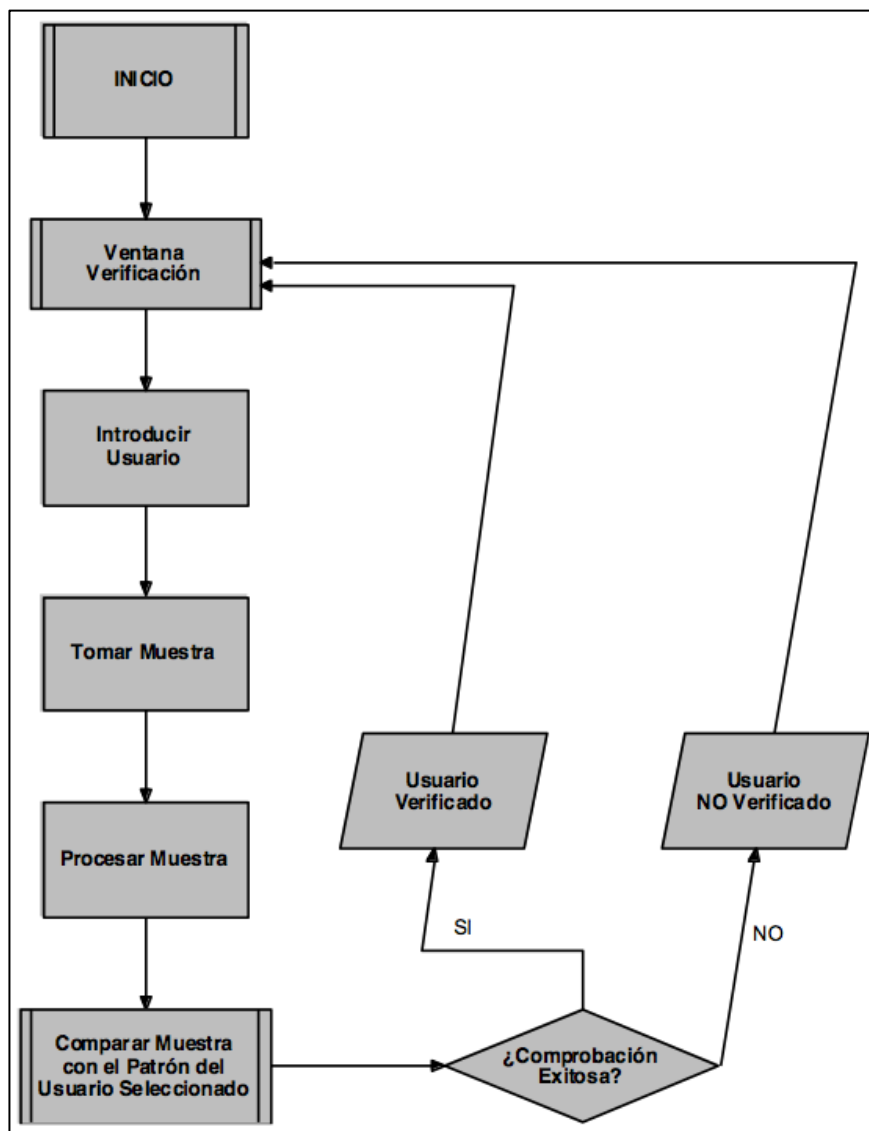 INICIO
Ventana
Verificación
Introducir
Usuario
Tomar Muestra
Procesar Muestra
Comparar Muestra
con el Patrón del
Usuario Seleccionado
¿Comprobación
Exitosa?
SI
NO
Usuario
Verificado
Usuario
NO Verificado